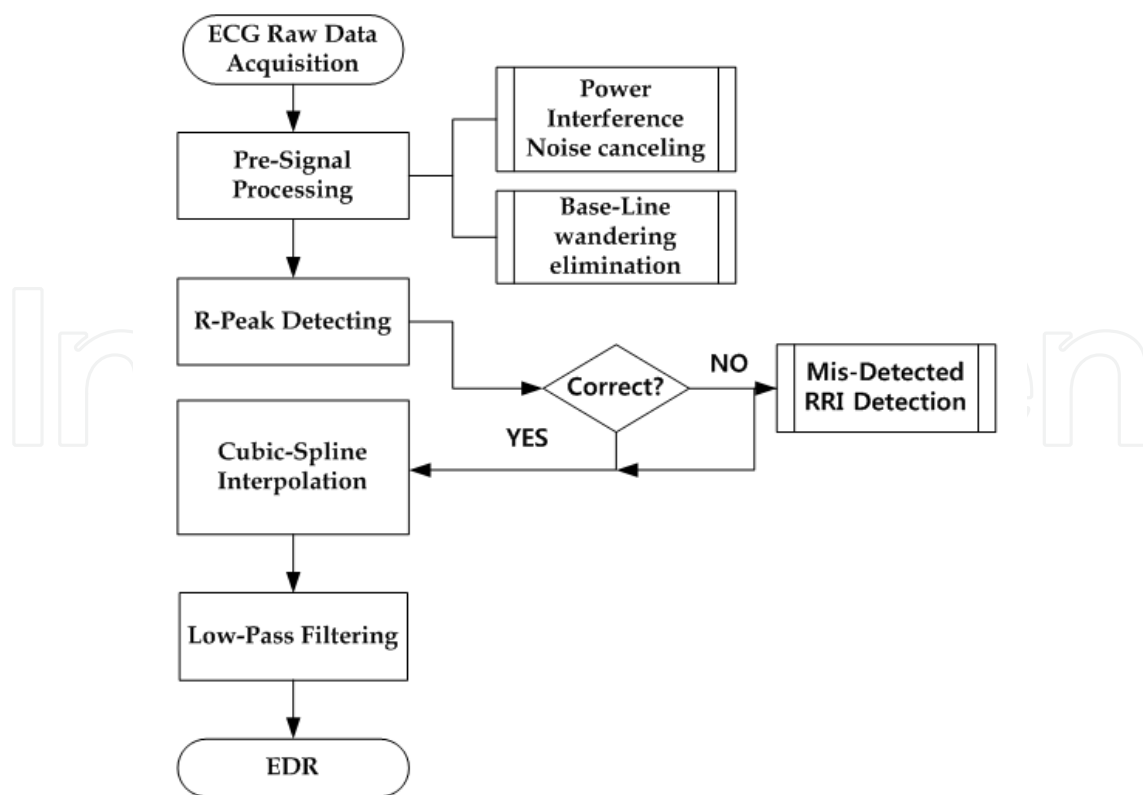 ECG Raw Data
Acquisition
Power
Interference
Noise canceling
Pre-Signal
Processing
Base-Line
wandering
elimination
R-Peak Detecting
Correct?
NO
Mis-Detected
RRI Detection
YES
Cubic-Spline
Interpolation
Low-Pass Filtering
EDR